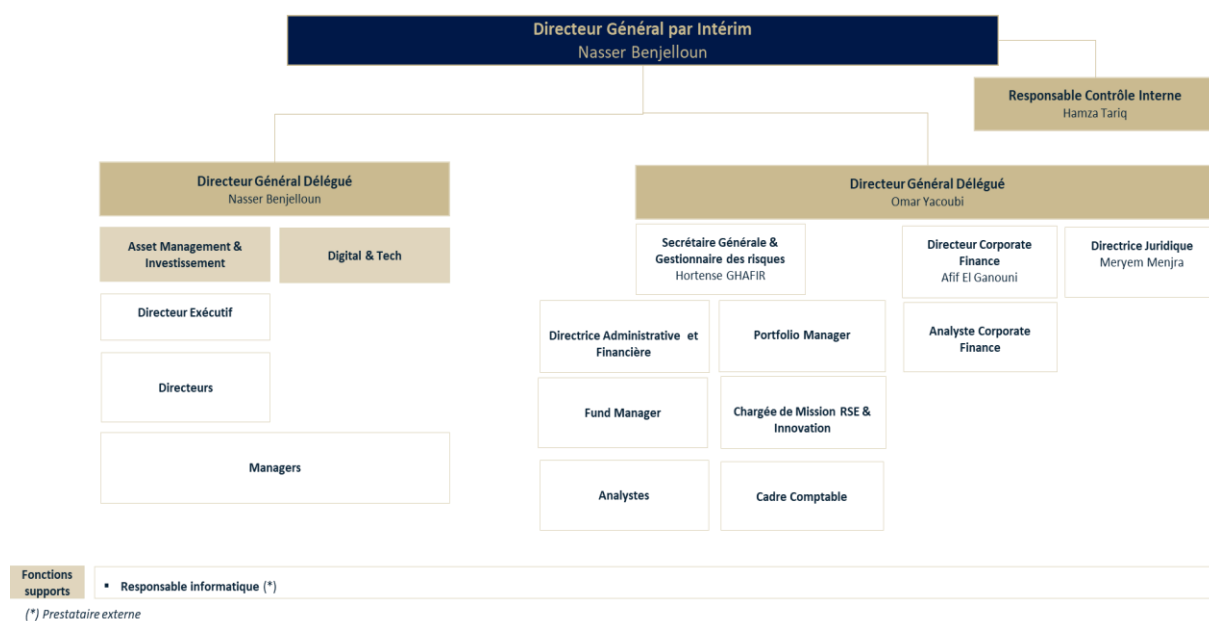 Directeur Général par Intérim
Nasser Benjelloun
Responsable Contrôle Interne
Hamza Tariq
Directeur Général Délégué
Nasser Benjelloun
Directeur Général Délégué
Omar Yacoubi
Asset Management &
Investissement
Digital & Tech
Secrétaire Générale &
Gestionnaire des risques
Hortense GHAFIR
Directeur Corporate
Finance
Afif El Ganouni
Directrice Juridique
Meryem Menjra
Directeur Exécutif
Directrice Administrative et
Financière
Portfolio Manager
Analyste Corporate
Finance
Directeurs
Fund Manager
Chargée de Mission RSE &
Innovation
Managers
Analystes
Cadre Comptable
Fonctions
supports
▪ Responsable informatique (*)
(*) Prestataire externe